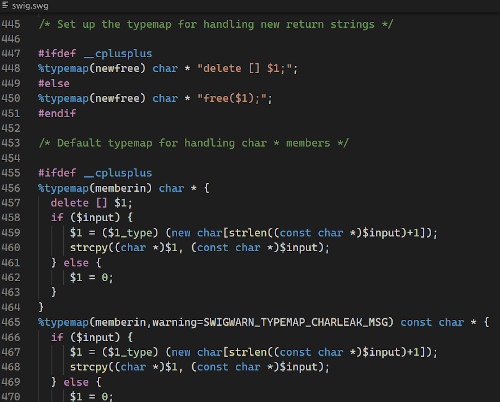 swig.swg
445 /* Set up the typemap for handling new return strings */
446
447 #ifdef __cplusplus
448 %typemap(newfree) char * "delete [] $1;";
449 #else
450 %typemap(newfree) char * "free($1);";
451 #endif
452
453 /* Default typemap for handling char * members */
454
455 #ifdef __cplusplus
456 %typemap(memberin) char * {
457   delete [] $1;
458   if ($input) {
459     $1 = ($1_type) (new char[strlen((const char *)$input)+1]);
460     strcpy((char *)$1, (const char *)$input);
461   } else {
462     $1 = 0;
463   }
464 }
465 %typemap(memberin,warning=SWIGWARN_TYPEMAP_CHARLEAK_MSG) const char * {
466   if ($input) {
467     $1 = ($1_type) (new char[strlen((const char *)$input)+1]);
468     strcpy((char *)$1, (const char *)$input);
469   } else {
470     $1 = 0;